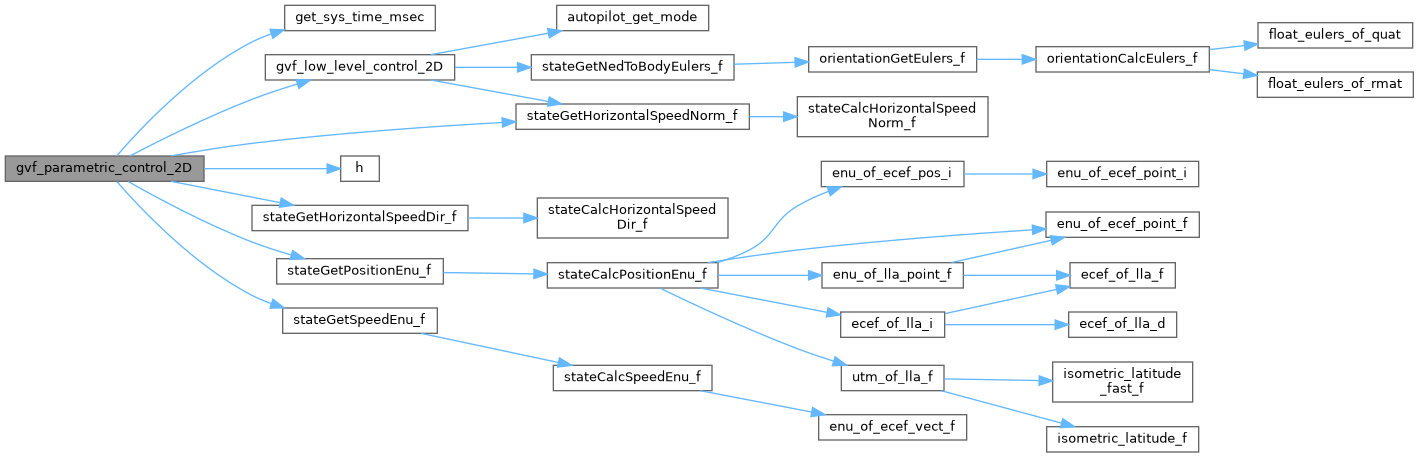 get_sys_time_msec
autopilot_get_mode
float_eulers_of_quat
gvf_low_level_control_2D
stateGetNedToBodyEulers_f
orientationGetEulers_f
orientationCalcEulers_f
float_eulers_of_rmat
stateGetHorizontalSpeedNorm_f
stateCalcHorizontalSpeed
Norm_f
gvf_parametric_control_2D
h
enu_of_ecef_pos_i
enu_of_ecef_point_i
stateGetHorizontalSpeedDir_f
stateCalcHorizontalSpeed
Dir_f
enu_of_ecef_point_f
stateGetPositionEnu_f
stateCalcPositionEnu_f
enu_of_lla_point_f
ecef_of_lla_f
stateGetSpeedEnu_f
ecef_of_lla_i
ecef_of_lla_d
stateCalcSpeedEnu_f
utm_of_lla_f
isometric_latitude
_fast_f
enu_of_ecef_vect_f
isometric_latitude_f